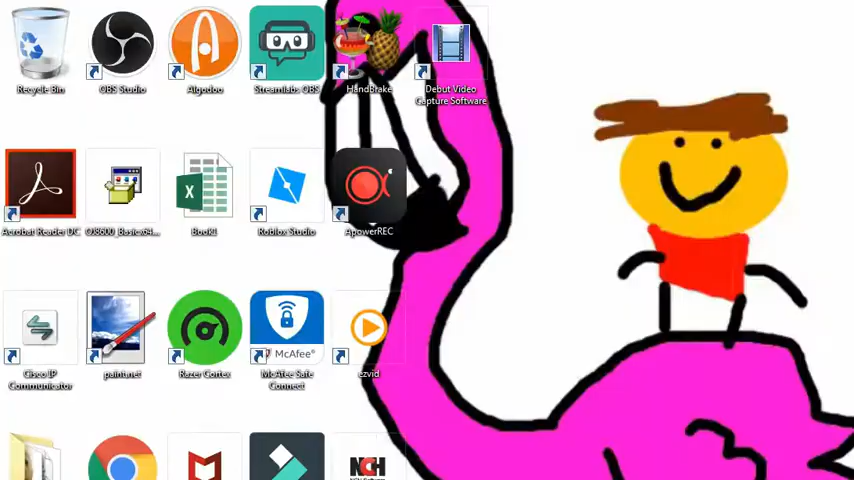 Recycle Bin
OBS Studio
Algodoo
Streamlabs OBS
HandBrake
Debut Video
Capture Software
Acrobat Reader DC
OJ8600_Basicx64...
Book1
Roblox Studio
ApowerREC
Cisco IP
Communicator
paint.net
Razer Cortex
McAfee®
McAfee Safe
Connect
ezvid
NCH